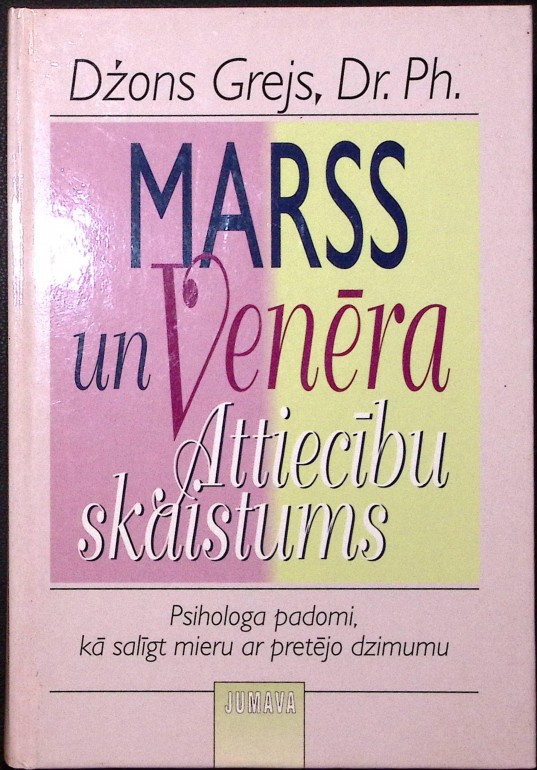 Džons Grejs, Dr. Ph.
MARSS
un Venēra
Attiecību
skaistums
Psihologa padomi,
kā salīgt mieru ar pretējo dzimumu
JUMAVA